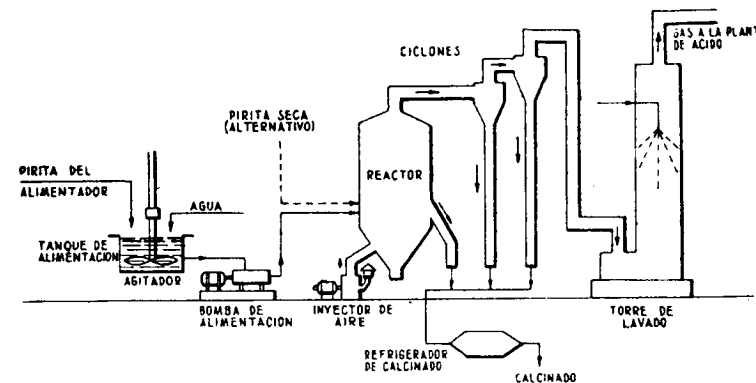 GAS A LA PLANT
DE ACIDO
CICLONES
PIRITA SECA
(ALTERNATIVO)
REACTOR
PIRITA DEL
ALIMENTADOR
AGUA
TANQUE DE
ALIMENTACION
AGITADOR
BOMBA DE
ALIMENTACION
INYECTOR DE
AIRE
TORRE DE
LAVADO
REFRIGERADOR
DE CALCINADO
CALCINADO